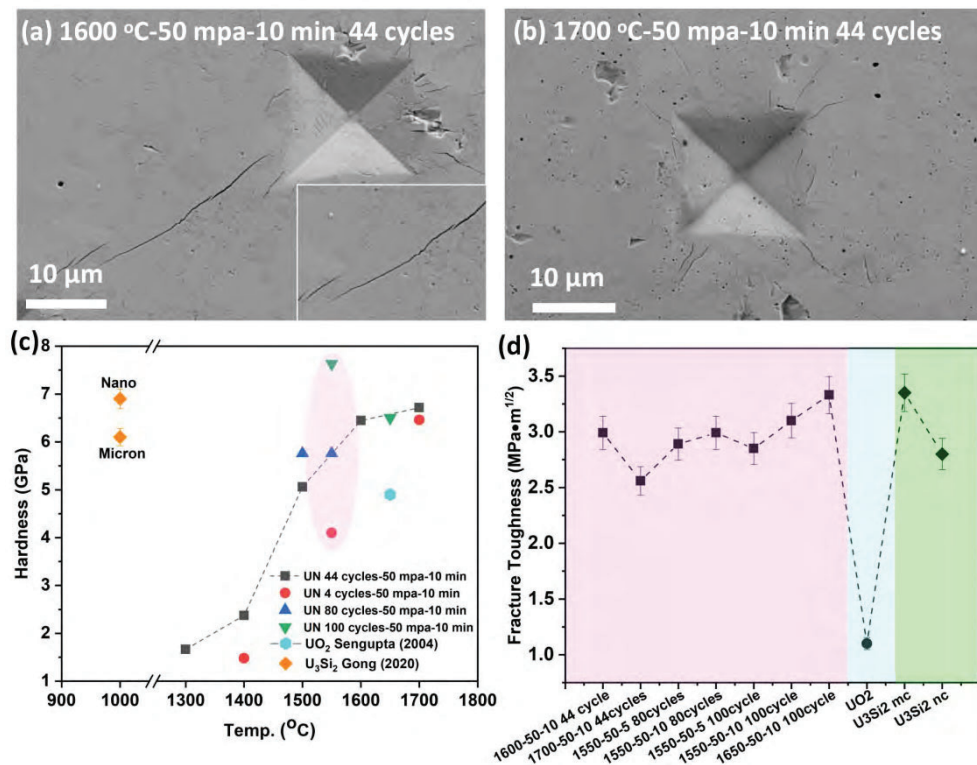 (a) 1600 °C-50 mpa-10 min 44 cycles
10 µm
(b) 1700 °C-50 mpa-10 min 44 cycles
10 µm
(c)
8
7
6
5
4
3
2
1
Hardness (GPa)
Nano
Micron
UN 44 cycles-50 mpa-10 min
UN 4 cycles-50 mpa-10 min
UN 80 cycles-50 mpa-10 min
UN 100 cycles-50 mpa-10 min
UO₂ Sengupta (2004)
U₃Si₂ Gong (2020)
900 1000 1300 1400 1500 1600 1700 1800
Temp. (°C)
(d)
3.5
3.0
2.5
2.0
1.5
1.0
Fracture Toughness (MPa•m^1/2)
1600-50-10 44 cycle
1700-50-10 44cycles
1550-50-5 80cycles
1550-50-10 80cycles
1550-50-5 100cycle
1550-50-10 100cycle
1650-50-10 100cycle
UO2
U3Si2 mc
U3Si2 nc